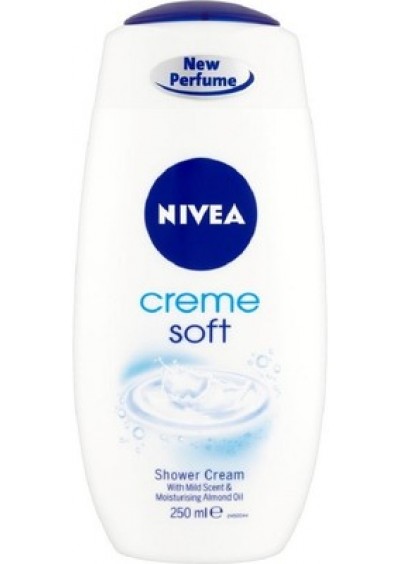 New
Perfume
NIVEA
creme
soft
Shower Cream
With Mild Scent &
Moisturising Almond Oil
250 ml e